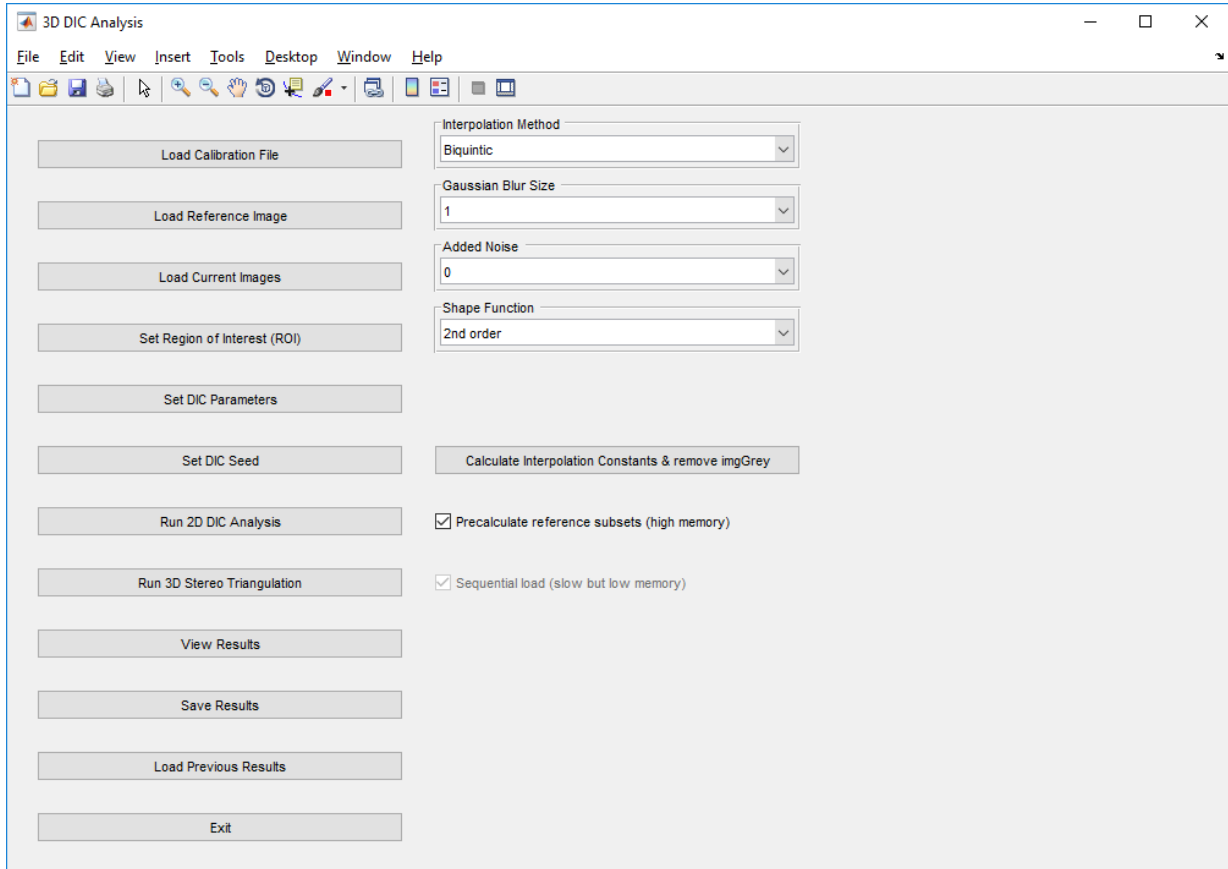 3D DIC Analysis
File Edit View Insert Tools Desktop Window Help
Load Calibration File
Load Reference Image
Load Current Images
Set Region of Interest (ROI)
Set DIC Parameters
Set DIC Seed
Run 2D DIC Analysis
Run 3D Stereo Triangulation
View Results
Save Results
Load Previous Results
Exit
Interpolation Method
Biquintic
Gaussian Blur Size
1
Added Noise
0
Shape Function
2nd order
Calculate Interpolation Constants & remove imgGrey
Precalculate reference subsets (high memory)
Sequential load (slow but low memory)